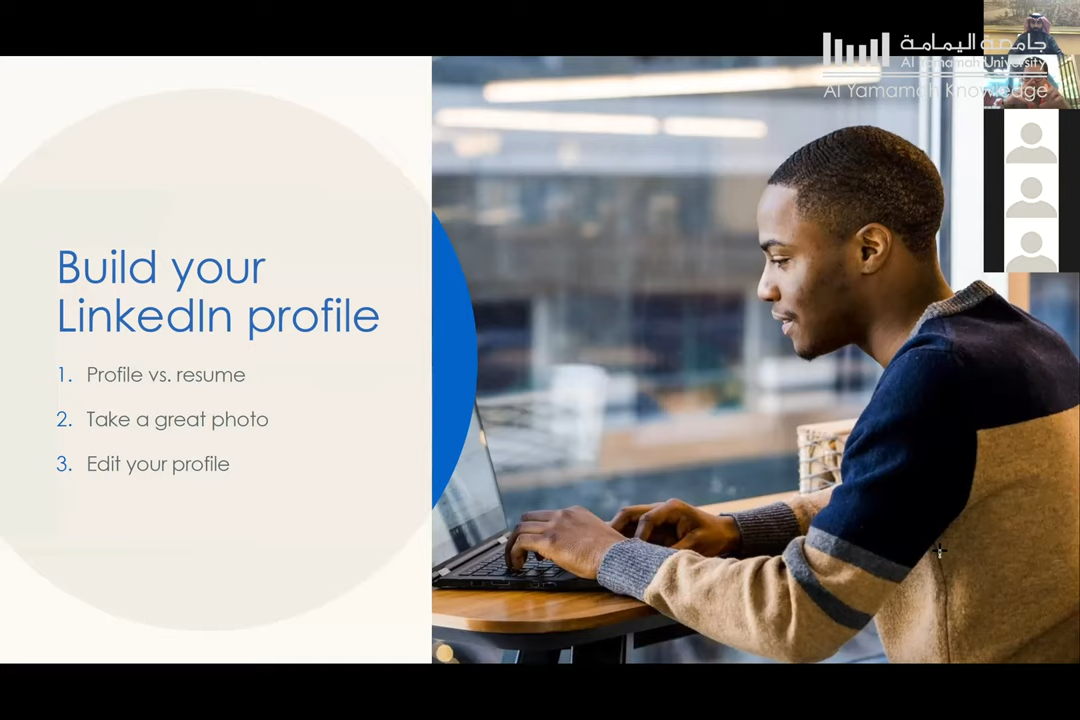 جامعة اليمامة
Al Yamamah University
Al Yamamah Knowledge
Build your
LinkedIn profile
1. Profile vs. resume
2. Take a great photo
3. Edit your profile